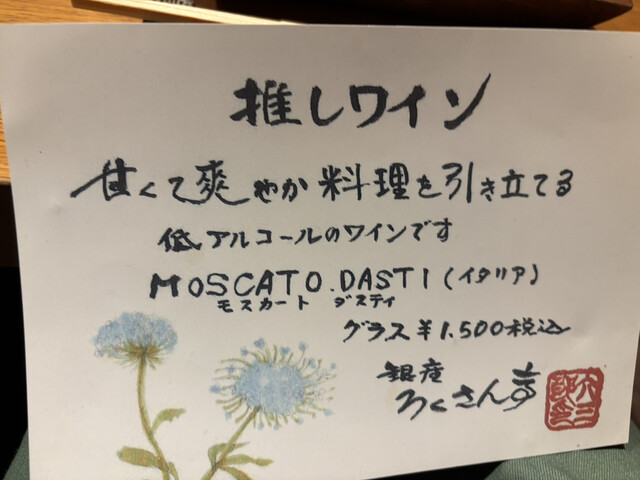 推しワイン
甘くて爽やか料理を引き立てる
低アルコールのワインです
MOSCATO.DASTI(イタリア)
モスカート ダスティ
グラス¥1.500税込
銀座
ろくさん亭